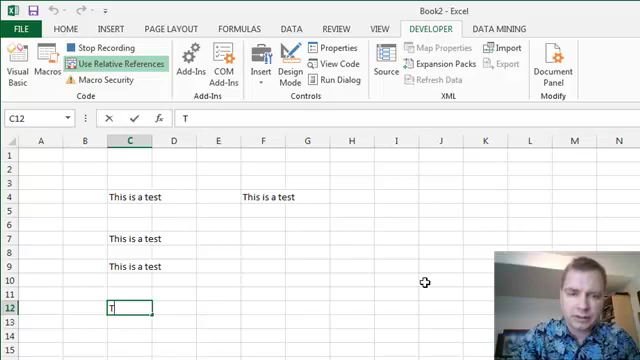 Book2 - Excel
FILE HOME INSERT PAGE LAYOUT FORMULAS DATA REVIEW VIEW DEVELOPER DATA MINING
Visual Basic
Macros
Stop Recording
Use Relative References
Macro Security
Code
Add-Ins
COM Add-Ins
Add-Ins
Insert
Design Mode
Properties
View Code
Run Dialog
Controls
Source
Map Properties
Expansion Packs
Refresh Data
Import
Export
XML
Document Panel
Modify
C12 T
A B C D E F G H I J K L M N
1
2
3
4 This is a test This is a test
5
6
7 This is a test
8
9 This is a test
10
11
12 T
13
14
15